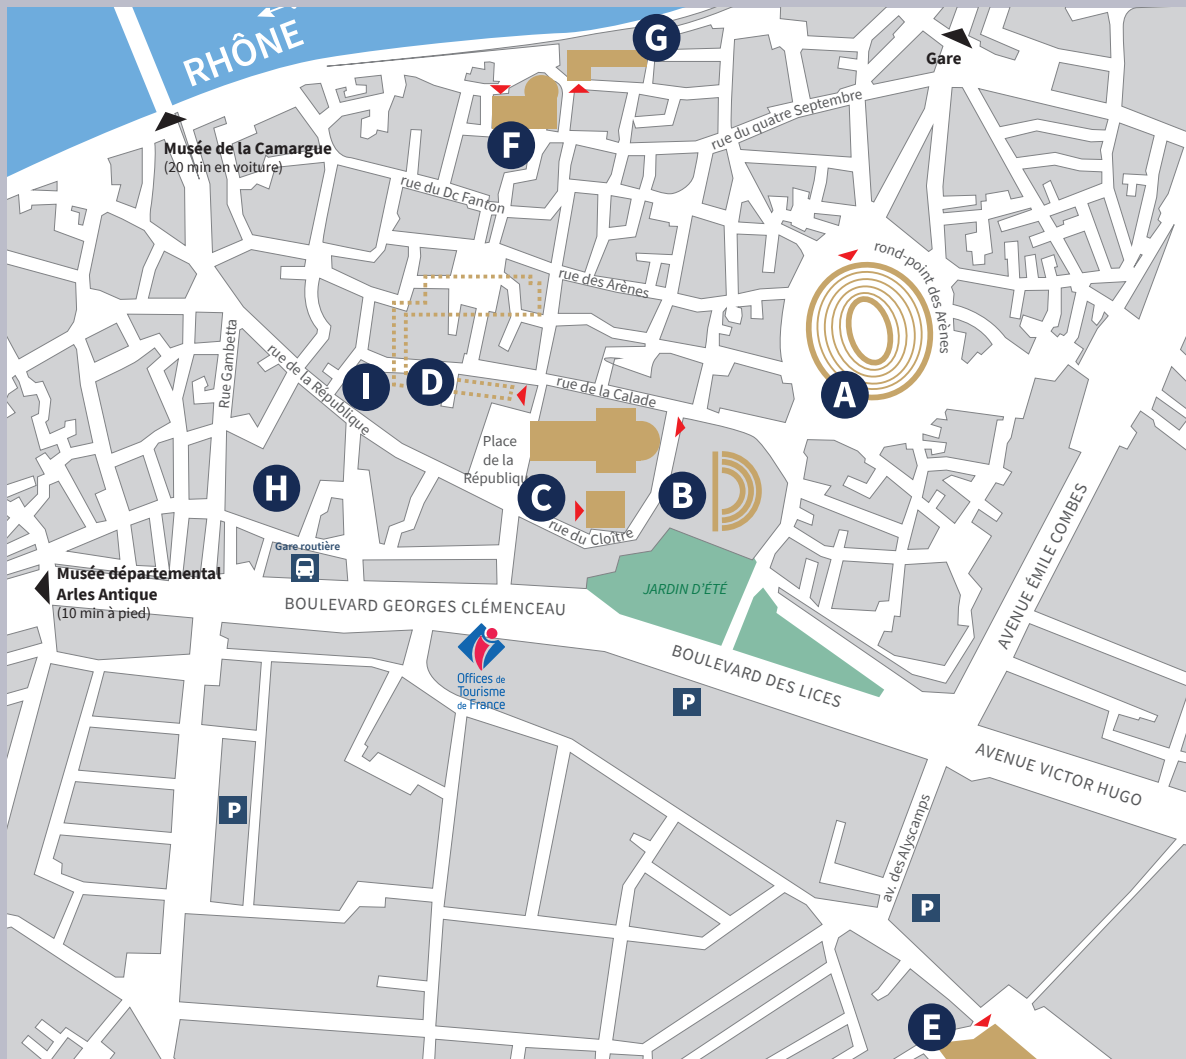 RHÔNE
G
Gare
rue du quatre Septembre
Musée de la Camargue
(20 min en voiture)
F
rue du Dc Fanton
rond-point des Arènes
rue des Arènes
Rue Gambetta
rue de la République
I
D
rue de la Calade
A
Place
de la
Républiqu
H
C
B
rue du Cloître
AVENUE ÉMILE COMBES
Gare routière
Musée départemental
Arles Antique
(10 min à pied)
JARDIN D'ÉTÉ
BOULEVARD GEORGES CLÉMENCEAU
BOULEVARD DES LICES
Offices de
Tourisme
de France
P
AVENUE VICTOR HUGO
P
av. des Alyscamps
P
E